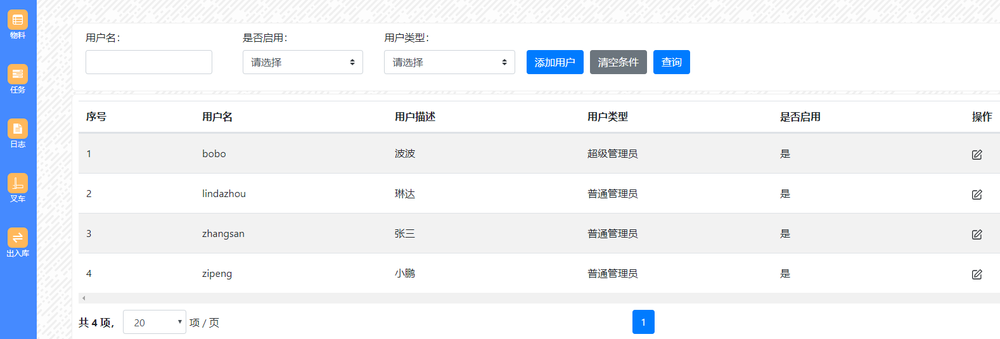 物料
任务
日志
叉车
出入库
用户名：
是否启用：
用户类型：
请选择
请选择
添加用户
清空条件
查询
序号 用户名 用户描述 用户类型 是否启用 操作
1 bobo 波波 超级管理员 是
2 lindazhou 琳达 普通管理员 是
3 zhangsan 张三 普通管理员 是
4 zipeng 小鹏 普通管理员 是
共 4 项， 20 项 / 页 1